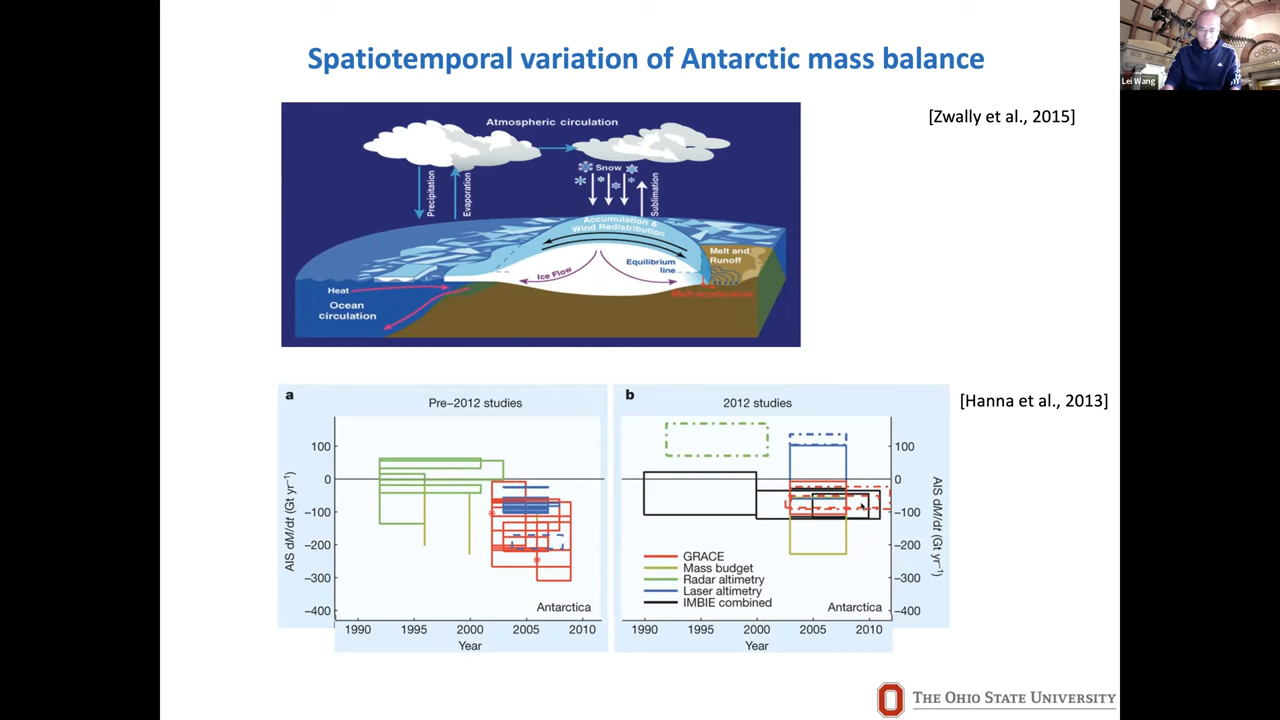 Spatiotemporal variation of Antarctic mass balance
Lei Wang
[Zwally et al., 2015]
Atmospheric circulation
Precipitation
Evaporation
Snow
Sublimation
Accumulation &
Wind Redistribution
Melt and
Runoff
Equilibrium
line
Ice Flow
Heat
Melt acceleration
Ocean
circulation
[Hanna et al., 2013]
a
Pre–2012 studies
AIS dM/dt (Gt yr⁻¹)
100
0
−100
−200
−300
−400
Antarctica
1990
1995
2000
2005
2010
Year
b
2012 studies
100
0
−100
−200
−300
−400
AIS dM/dt (Gt yr⁻¹)
GRACE
Mass budget
Radar altimetry
Laser altimetry
IMBIE combined
Antarctica
1990
1995
2000
2005
2010
Year
THE OHIO STATE UNIVERSITY